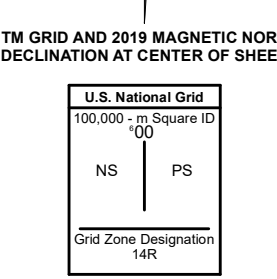 TM GRID AND 2019 MAGNETIC NOR
DECLINATION AT CENTER OF SHEE
U.S. National Grid
100,000 - m Square ID
⁶00
NS PS
Grid Zone Designation
14R